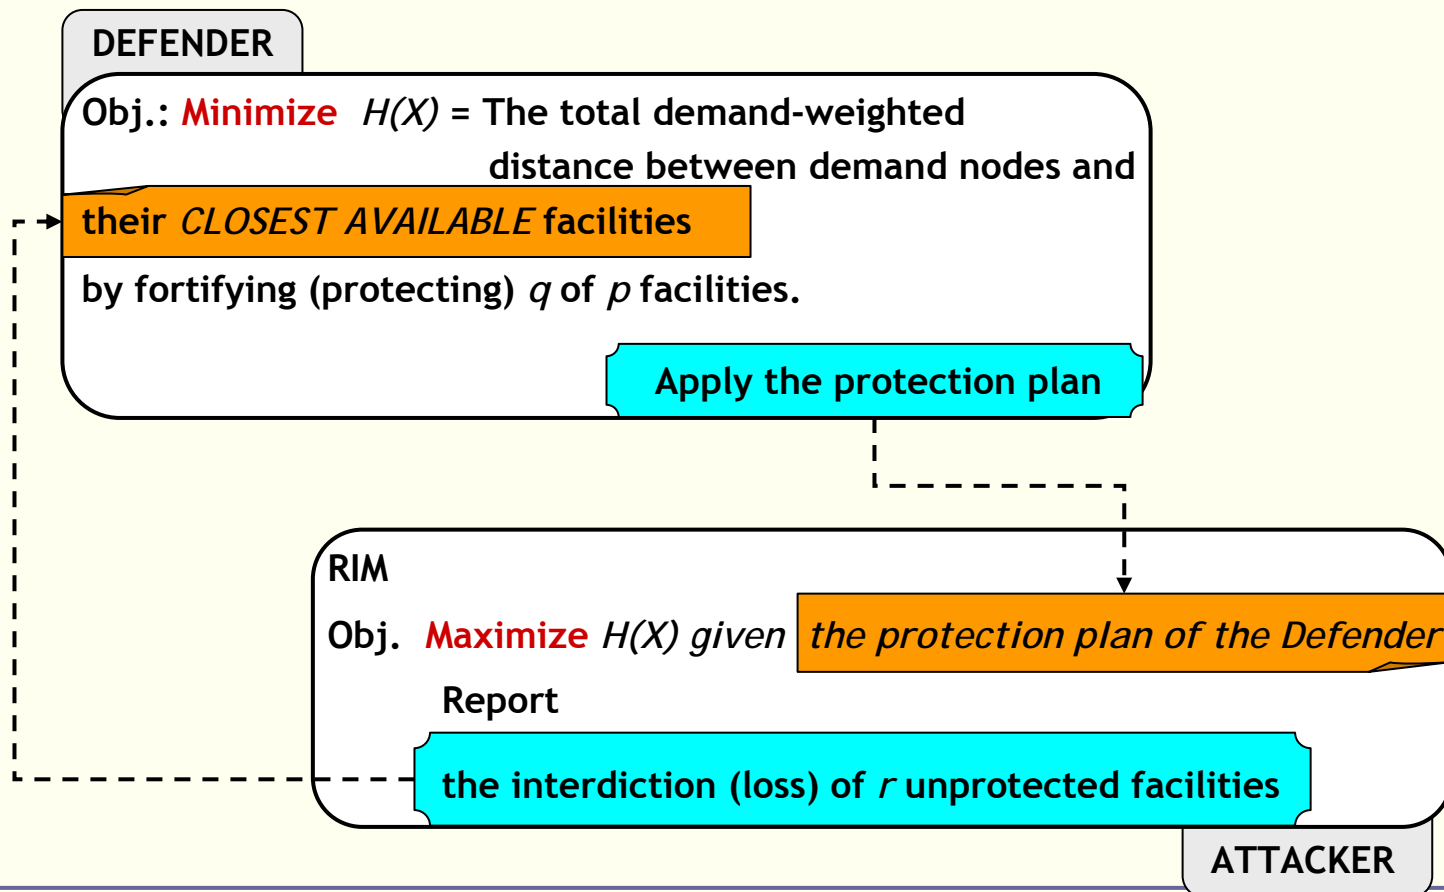 DEFENDER
Obj.: Minimize H(X) = The total demand-weighted
distance between demand nodes and
their CLOSEST AVAILABLE facilities
by fortifying (protecting) q of p facilities.
Apply the protection plan
RIM
Obj. Maximize H(X) given the protection plan of the Defender
Report
the interdiction (loss) of r unprotected facilities
ATTACKER